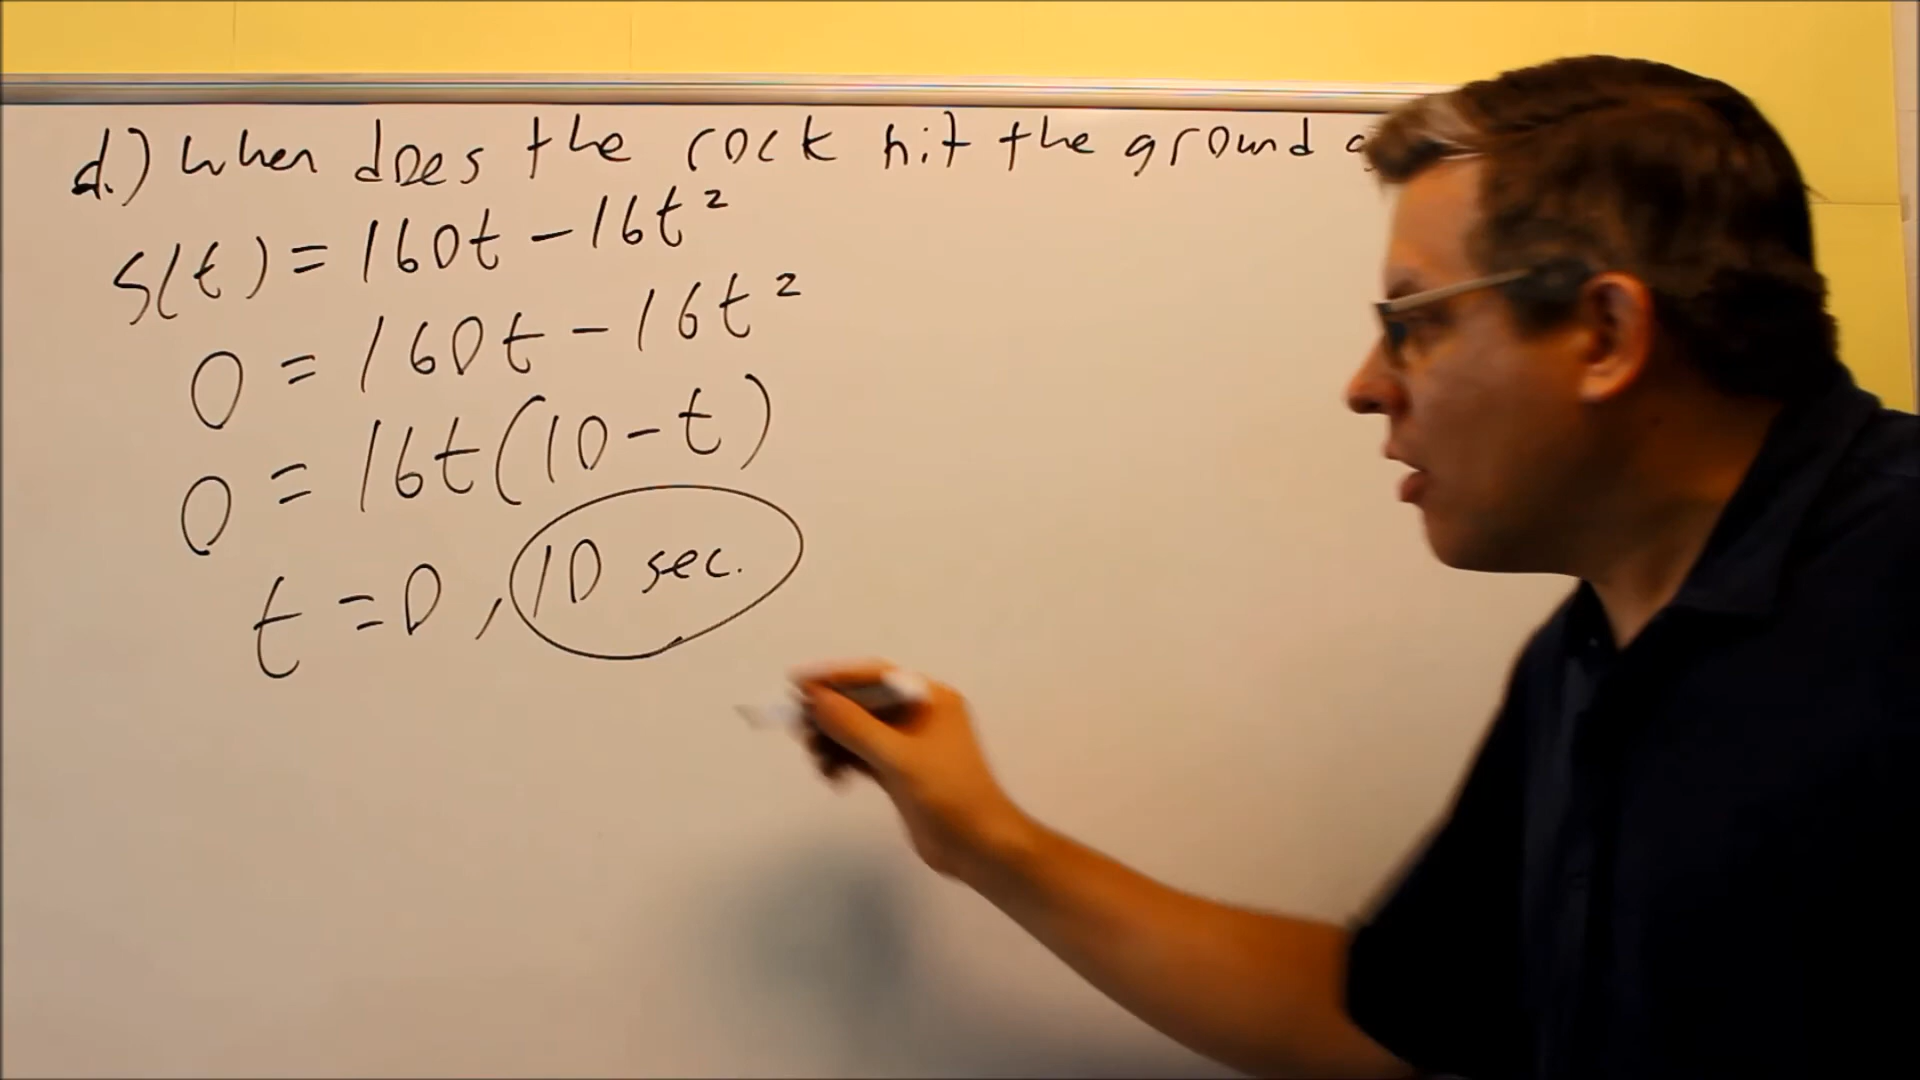 d.) When does the rock hit the ground
s(t) = 160t - 16t²
0 = 160t - 16t²
0 = 16t(10 - t)
t = 0, 10 sec.